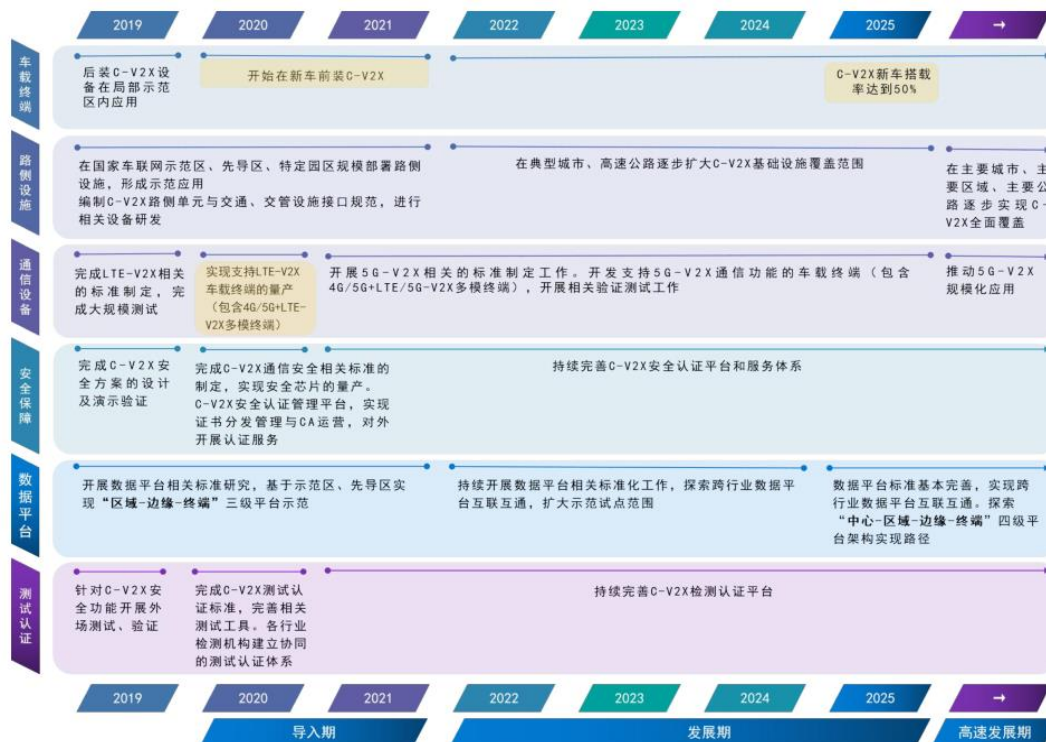 2019 2020 2021 2022 2023 2024 2025 →
车载终端
后装C-V2X设
备在局部示范
区内应用
开始在新车前装C-V2X
C-V2X新车搭载
率达到50%
路侧设施
在国家车联网示范区、先导区、特定园区规模部署路侧
设施，形成示范应用
编制C-V2X路侧单元与交通、交管设施接口规范，进行
相关设备研发
在典型城市、高速公路逐步扩大C-V2X基础设施覆盖范围
在主要城市、主
要区域、主要公
路逐步实现C-
V2X全面覆盖
通信设备
完成LTE-V2X相关
的标准制定，完
成大规模测试
实现支持LTE-V2X
车载终端的量产
（包含4G/5G+LTE-
V2X多模终端）
开展5G-V2X相关的标准制定工作。开发支持5G-V2X通信功能的车载终端（包含
4G/5G+LTE/5G-V2X多模终端），开展相关验证测试工作
推动5G-V2X
规模化应用
安全保障
完成C-V2X安
全方案的设计
及演示验证
完成C-V2X通信安全相关标准的
制定，实现安全芯片的量产。
C-V2X安全认证管理平台，实现
证书分发管理与CA运营，对外
开展认证服务
持续完善C-V2X安全认证平台和服务体系
数据平台
开展数据平台相关标准研究，基于示范区、先导区实
现“区域-边缘-终端”三级平台示范
持续开展数据平台相关标准化工作，探索跨行业数据平
台互联互通，扩大示范试点范围
数据平台标准基本完善，实现跨
行业数据平台互联互通。探索
“中心-区域-边缘-终端”四级平
台架构实现路径
测试认证
针对C-V2X安
全功能开展外
场测试、验证
完成C-V2X测试认
证标准，完善相关
测试工具。各行业
检测机构建立协同
的测试认证体系
持续完善C-V2X检测认证平台
2019 2020 2021 2022 2023 2024 2025 →
导入期 发展期 高速发展期